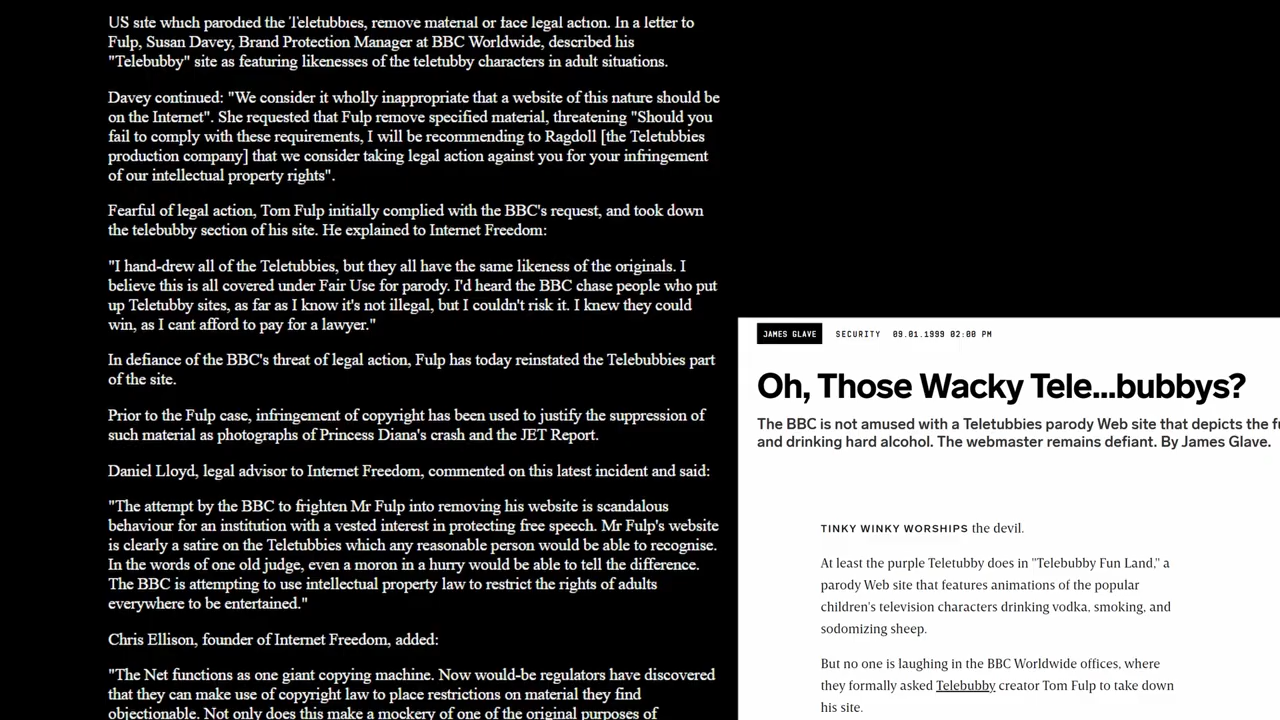 US site which parodied the Teletubbies, remove material or face legal action. In a letter to
Fulp, Susan Davey, Brand Protection Manager at BBC Worldwide, described his
"Telebubby" site as featuring likenesses of the teletubby characters in adult situations.
Davey continued: "We consider it wholly inappropriate that a website of this nature should be
on the Internet". She requested that Fulp remove specified material, threatening "Should you
fail to comply with these requirements, I will be recommending to Ragdoll [the Teletubbies
production company] that we consider taking legal action against you for your infringement
of our intellectual property rights".
Fearful of legal action, Tom Fulp initially complied with the BBC's request, and took down
the telebubby section of his site. He explained to Internet Freedom:
"I hand-drew all of the Teletubbies, but they all have the same likeness of the originals. I
believe this is all covered under Fair Use for parody. I'd heard the BBC chase people who put
up Teletubby sites, as far as I know it's not illegal, but I couldn't risk it. I knew they could
win, as I cant afford to pay for a lawyer."
In defiance of the BBC's threat of legal action, Fulp has today reinstated the Telebubbies part
of the site.
Prior to the Fulp case, infringement of copyright has been used to justify the suppression of
such material as photographs of Princess Diana's crash and the JET Report.
Daniel Lloyd, legal advisor to Internet Freedom, commented on this latest incident and said:
"The attempt by the BBC to frighten Mr Fulp into removing his website is scandalous
behaviour for an institution with a vested interest in protecting free speech. Mr Fulp's website
is clearly a satire on the Teletubbies which any reasonable person would be able to recognise.
In the words of one old judge, even a moron in a hurry would be able to tell the difference.
The BBC is attempting to use intellectual property law to restrict the rights of adults
everywhere to be entertained."
Chris Ellison, founder of Internet Freedom, added:
"The Net functions as one giant copying machine. Now would-be regulators have discovered
that they can make use of copyright law to place restrictions on material they find
objectionable. Not only does this make a mockery of one of the original purposes of
JAMES GLAVE SECURITY 09.01.1999 02:00 PM
Oh, Those Wacky Tele...bubbys?
The BBC is not amused with a Teletubbies parody Web site that depicts the
and drinking hard alcohol. The webmaster remains defiant. By James Glave.
TINKY WINKY WORSHIPS the devil.
At least the purple Teletubby does in "Telebubby Fun Land," a
parody Web site that features animations of the popular
children's television characters drinking vodka, smoking, and
sodomizing sheep.
But no one is laughing in the BBC Worldwide offices, where
they formally asked Telebubby creator Tom Fulp to take down
his site.